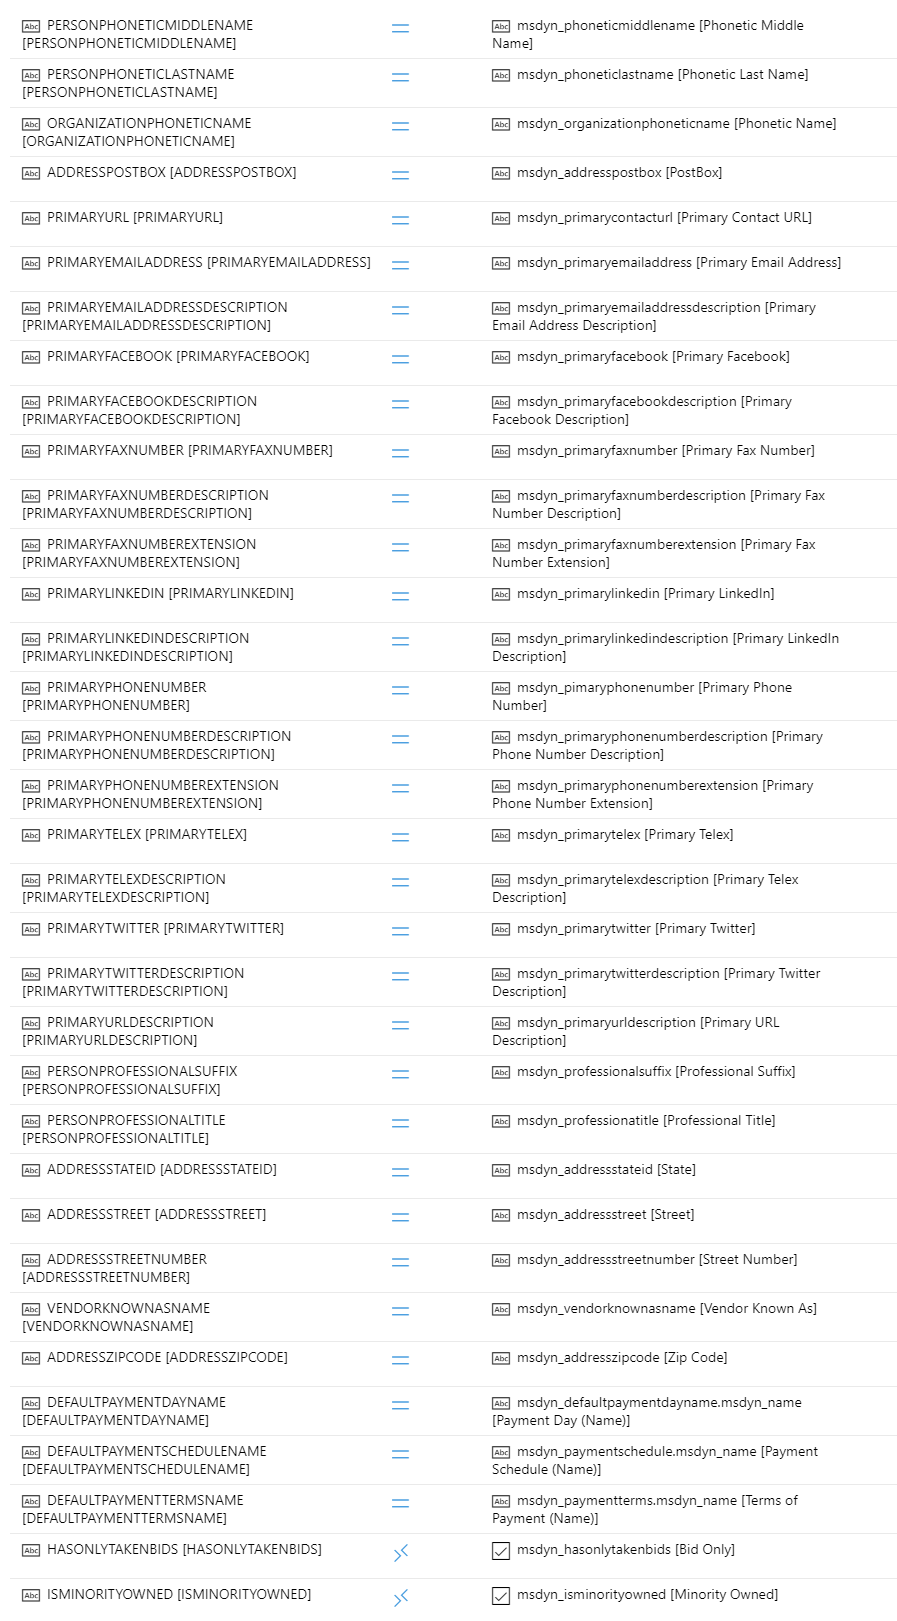 Abc PERSONPHONETICMIDDLENAME
[PERSONPHONETICMIDDLENAME]
Abc msdyn_phoneticmiddlename [Phonetic Middle
Name]
Abc PERSONPHONETICLASTNAME
[PERSONPHONETICLASTNAME]
Abc msdyn_phoneticlastname [Phonetic Last Name]
Abc ORGANIZATIONPHONETICNAME
[ORGANIZATIONPHONETICNAME]
Abc msdyn_organizationphoneticname [Phonetic Name]
Abc ADDRESSPOSTBOX [ADDRESSPOSTBOX]
Abc msdyn_addresspostbox [PostBox]
Abc PRIMARYURL [PRIMARYURL]
Abc msdyn_primarycontacturl [Primary Contact URL]
Abc PRIMARYEMAILADDRESS [PRIMARYEMAILADDRESS]
Abc msdyn_primaryemailaddress [Primary Email Address]
Abc PRIMARYEMAILADDRESSDESCRIPTION
[PRIMARYEMAILADDRESSDESCRIPTION]
Abc msdyn_primaryemailaddressdescription [Primary
Email Address Description]
Abc PRIMARYFACEBOOK [PRIMARYFACEBOOK]
Abc msdyn_primaryfacebook [Primary Facebook]
Abc PRIMARYFACEBOOKDESCRIPTION
[PRIMARYFACEBOOKDESCRIPTION]
Abc msdyn_primaryfacebookdescription [Primary
Facebook Description]
Abc PRIMARYFAXNUMBER [PRIMARYFAXNUMBER]
Abc msdyn_primaryfaxnumber [Primary Fax Number]
Abc PRIMARYFAXNUMBERDESCRIPTION
[PRIMARYFAXNUMBERDESCRIPTION]
Abc msdyn_primaryfaxnumberdescription [Primary Fax
Number Description]
Abc PRIMARYFAXNUMBEREXTENSION
[PRIMARYFAXNUMBEREXTENSION]
Abc msdyn_primaryfaxnumberextension [Primary Fax
Number Extension]
Abc PRIMARYLINKEDIN [PRIMARYLINKEDIN]
Abc msdyn_primarylinkedin [Primary LinkedIn]
Abc PRIMARYLINKEDINDESCRIPTION
[PRIMARYLINKEDINDESCRIPTION]
Abc msdyn_primarylinkedindescription [Primary LinkedIn
Description]
Abc PRIMARYPHONENUMBER
[PRIMARYPHONENUMBER]
Abc msdyn_pimaryphonenumber [Primary Phone
Number]
Abc PRIMARYPHONENUMBERDESCRIPTION
[PRIMARYPHONENUMBERDESCRIPTION]
Abc msdyn_primaryphonenumberdescription [Primary
Phone Number Description]
Abc PRIMARYPHONENUMBEREXTENSION
[PRIMARYPHONENUMBEREXTENSION]
Abc msdyn_primaryphonenumberextension [Primary
Phone Number Extension]
Abc PRIMARYTELEX [PRIMARYTELEX]
Abc msdyn_primarytelex [Primary Telex]
Abc PRIMARYTELEXDESCRIPTION
[PRIMARYTELEXDESCRIPTION]
Abc msdyn_primarytelexdescription [Primary Telex
Description]
Abc PRIMARYTWITTER [PRIMARYTWITTER]
Abc msdyn_primarytwitter [Primary Twitter]
Abc PRIMARYTWITTERDESCRIPTION
[PRIMARYTWITTERDESCRIPTION]
Abc msdyn_primarytwitterdescription [Primary Twitter
Description]
Abc PRIMARYURLDESCRIPTION
[PRIMARYURLDESCRIPTION]
Abc msdyn_primaryurldescription [Primary URL
Description]
Abc PERSONPROFESSIONALSUFFIX
[PERSONPROFESSIONALSUFFIX]
Abc msdyn_professionalsuffix [Professional Suffix]
Abc PERSONPROFESSIONALTITLE
[PERSONPROFESSIONALTITLE]
Abc msdyn_professionatitle [Professional Title]
Abc ADDRESSSTATEID [ADDRESSSTATEID]
Abc msdyn_addressstateid [State]
Abc ADDRESSSTREET [ADDRESSSTREET]
Abc msdyn_addressstreet [Street]
Abc ADDRESSSTREETNUMBER
[ADDRESSSTREETNUMBER]
Abc msdyn_addressstreetnumber [Street Number]
Abc VENDORKNOWNASNAME
[VENDORKNOWNASNAME]
Abc msdyn_vendorknownasname [Vendor Known As]
Abc ADDRESSZIPCODE [ADDRESSZIPCODE]
Abc msdyn_addresszipcode [Zip Code]
Abc DEFAULTPAYMENTDAYNAME
[DEFAULTPAYMENTDAYNAME]
Abc msdyn_defaultpaymentdayname.msdyn_name
[Payment Day (Name)]
Abc DEFAULTPAYMENTSCHEDULENAME
[DEFAULTPAYMENTSCHEDULENAME]
Abc msdyn_paymentschedule.msdyn_name [Payment
Schedule (Name)]
Abc DEFAULTPAYMENTTERMSNAME
[DEFAULTPAYMENTTERMSNAME]
Abc msdyn_paymentterms.msdyn_name [Terms of
Payment (Name)]
Abc HASONLYTAKENBIDS [HASONLYTAKENBIDS]
msdyn_hasonlytakenbids [Bid Only]
Abc ISMINORITYOWNED [ISMINORITYOWNED]
msdyn_isminorityowned [Minority Owned]